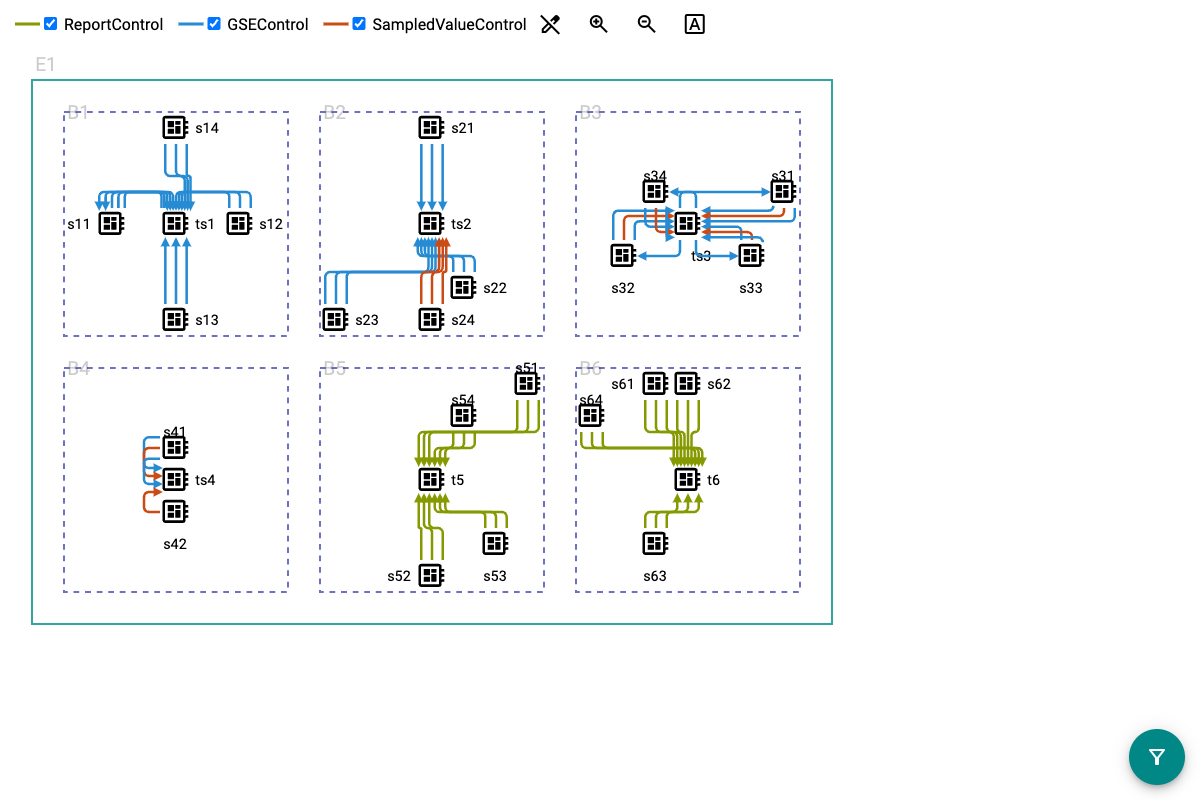 ReportControl GSEControl SampledValueControl A
E1
B1 B2 B3
s14 s21
s34 s31
s11 ts1 s12 ts2
ts3
s22 s32 s33
s13 s23 s24
B4 B5 B6
s51
s61 s62
s54 s64
s41
ts4 t5 t6
s42
s52 s53 s63